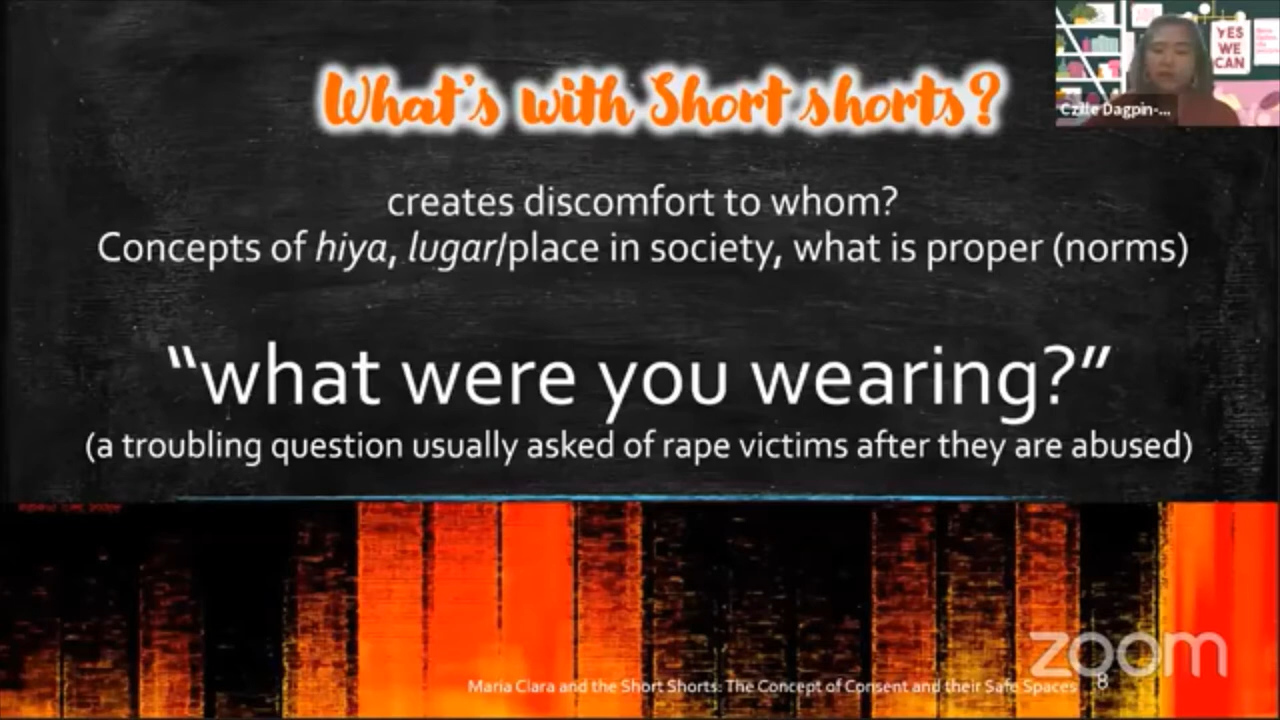 What's with Short shorts?
YES
WE
CAN
Czille Dagpin-...
creates discomfort to whom?
Concepts of hiya, lugar/place in society, what is proper (norms)
“what were you wearing?”
(a troubling question usually asked of rape victims after they are abused)
zoom
Maria Clara and the Short Shorts: The Concept of Consent and their Safe Spaces 8